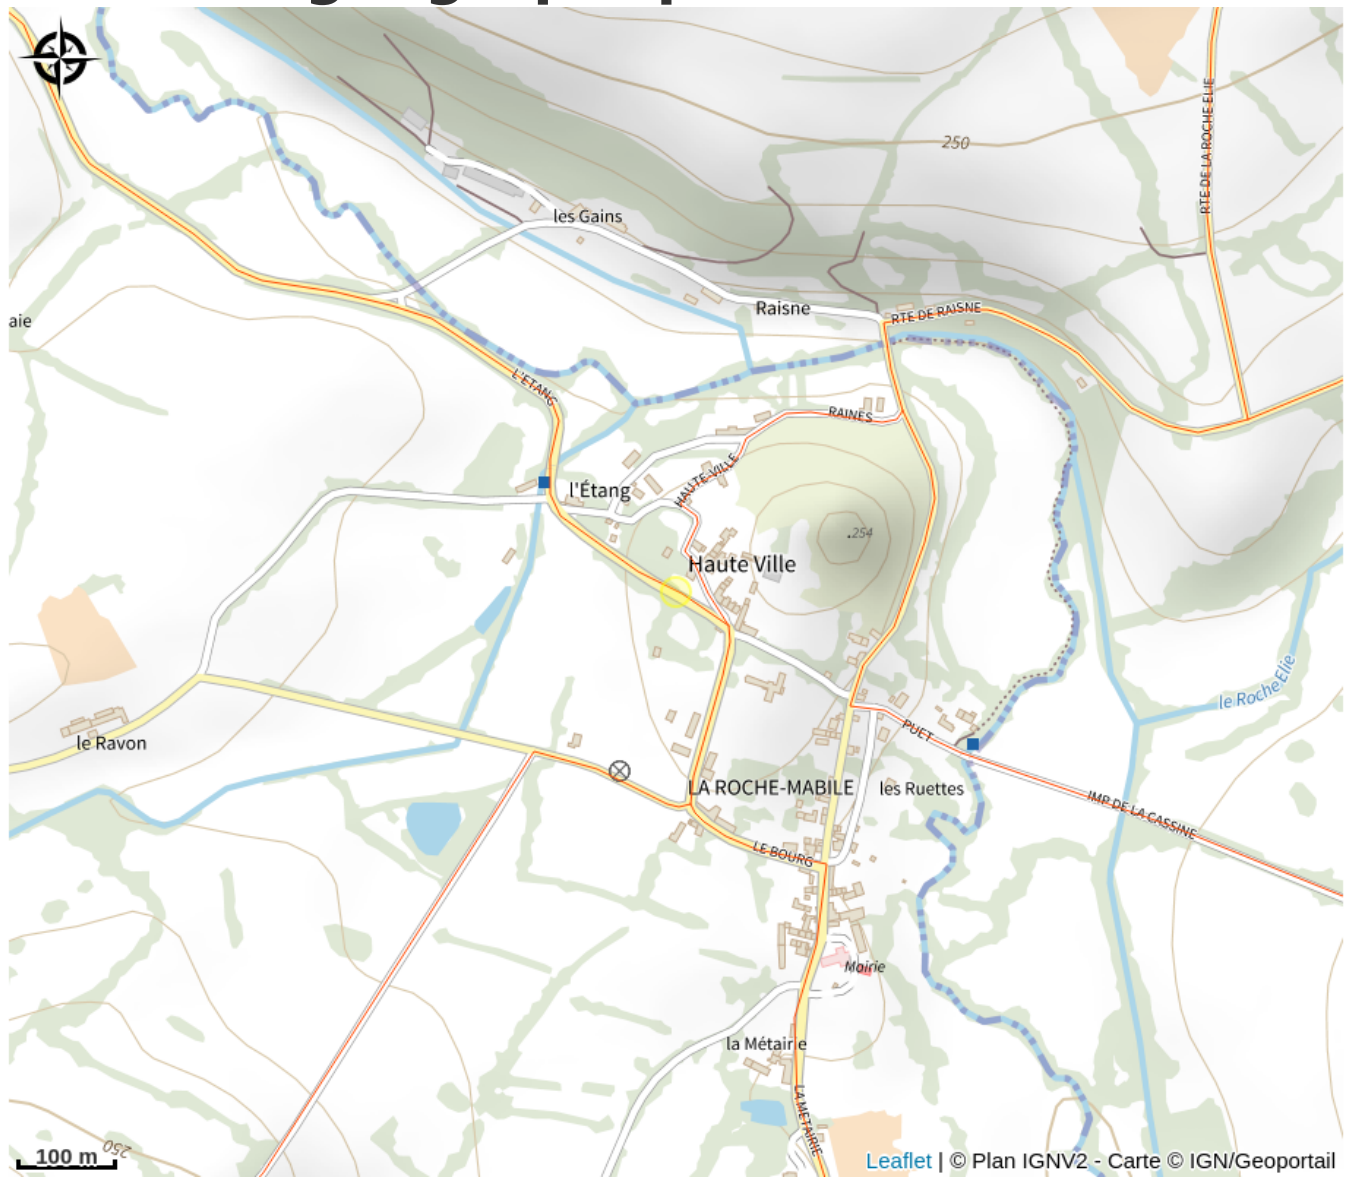 250
RTE DE LA ROCHE ELIE
les Gains
Raisne
RTE DE RAISNE
aie
L'ETANG
RAINES
HAUTE VILLE
l'Étang
.254
Haute Ville
le Roche Elie
PUET
le Ravon
LA ROCHE-MABILE
les Ruettes
IMP DE LA CASSINE
LE BOURG
Mairie
la Métairie
LA METAIRIE
250
100 m
Leaflet | © Plan IGNV2 - Carte © IGN/Geoportail